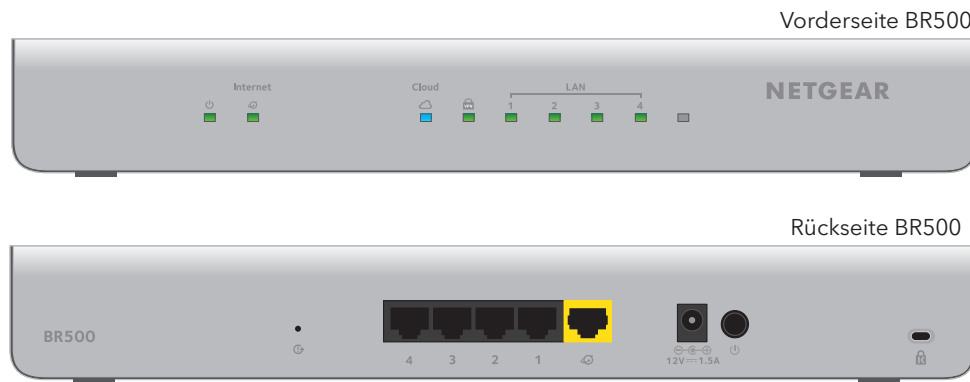 Vorderseite BR500
Internet
Cloud
LAN
1 2 3 4
VPN
NETGEAR
Rückseite BR500
BR500
4 3 2 1
12V⎓1.5A